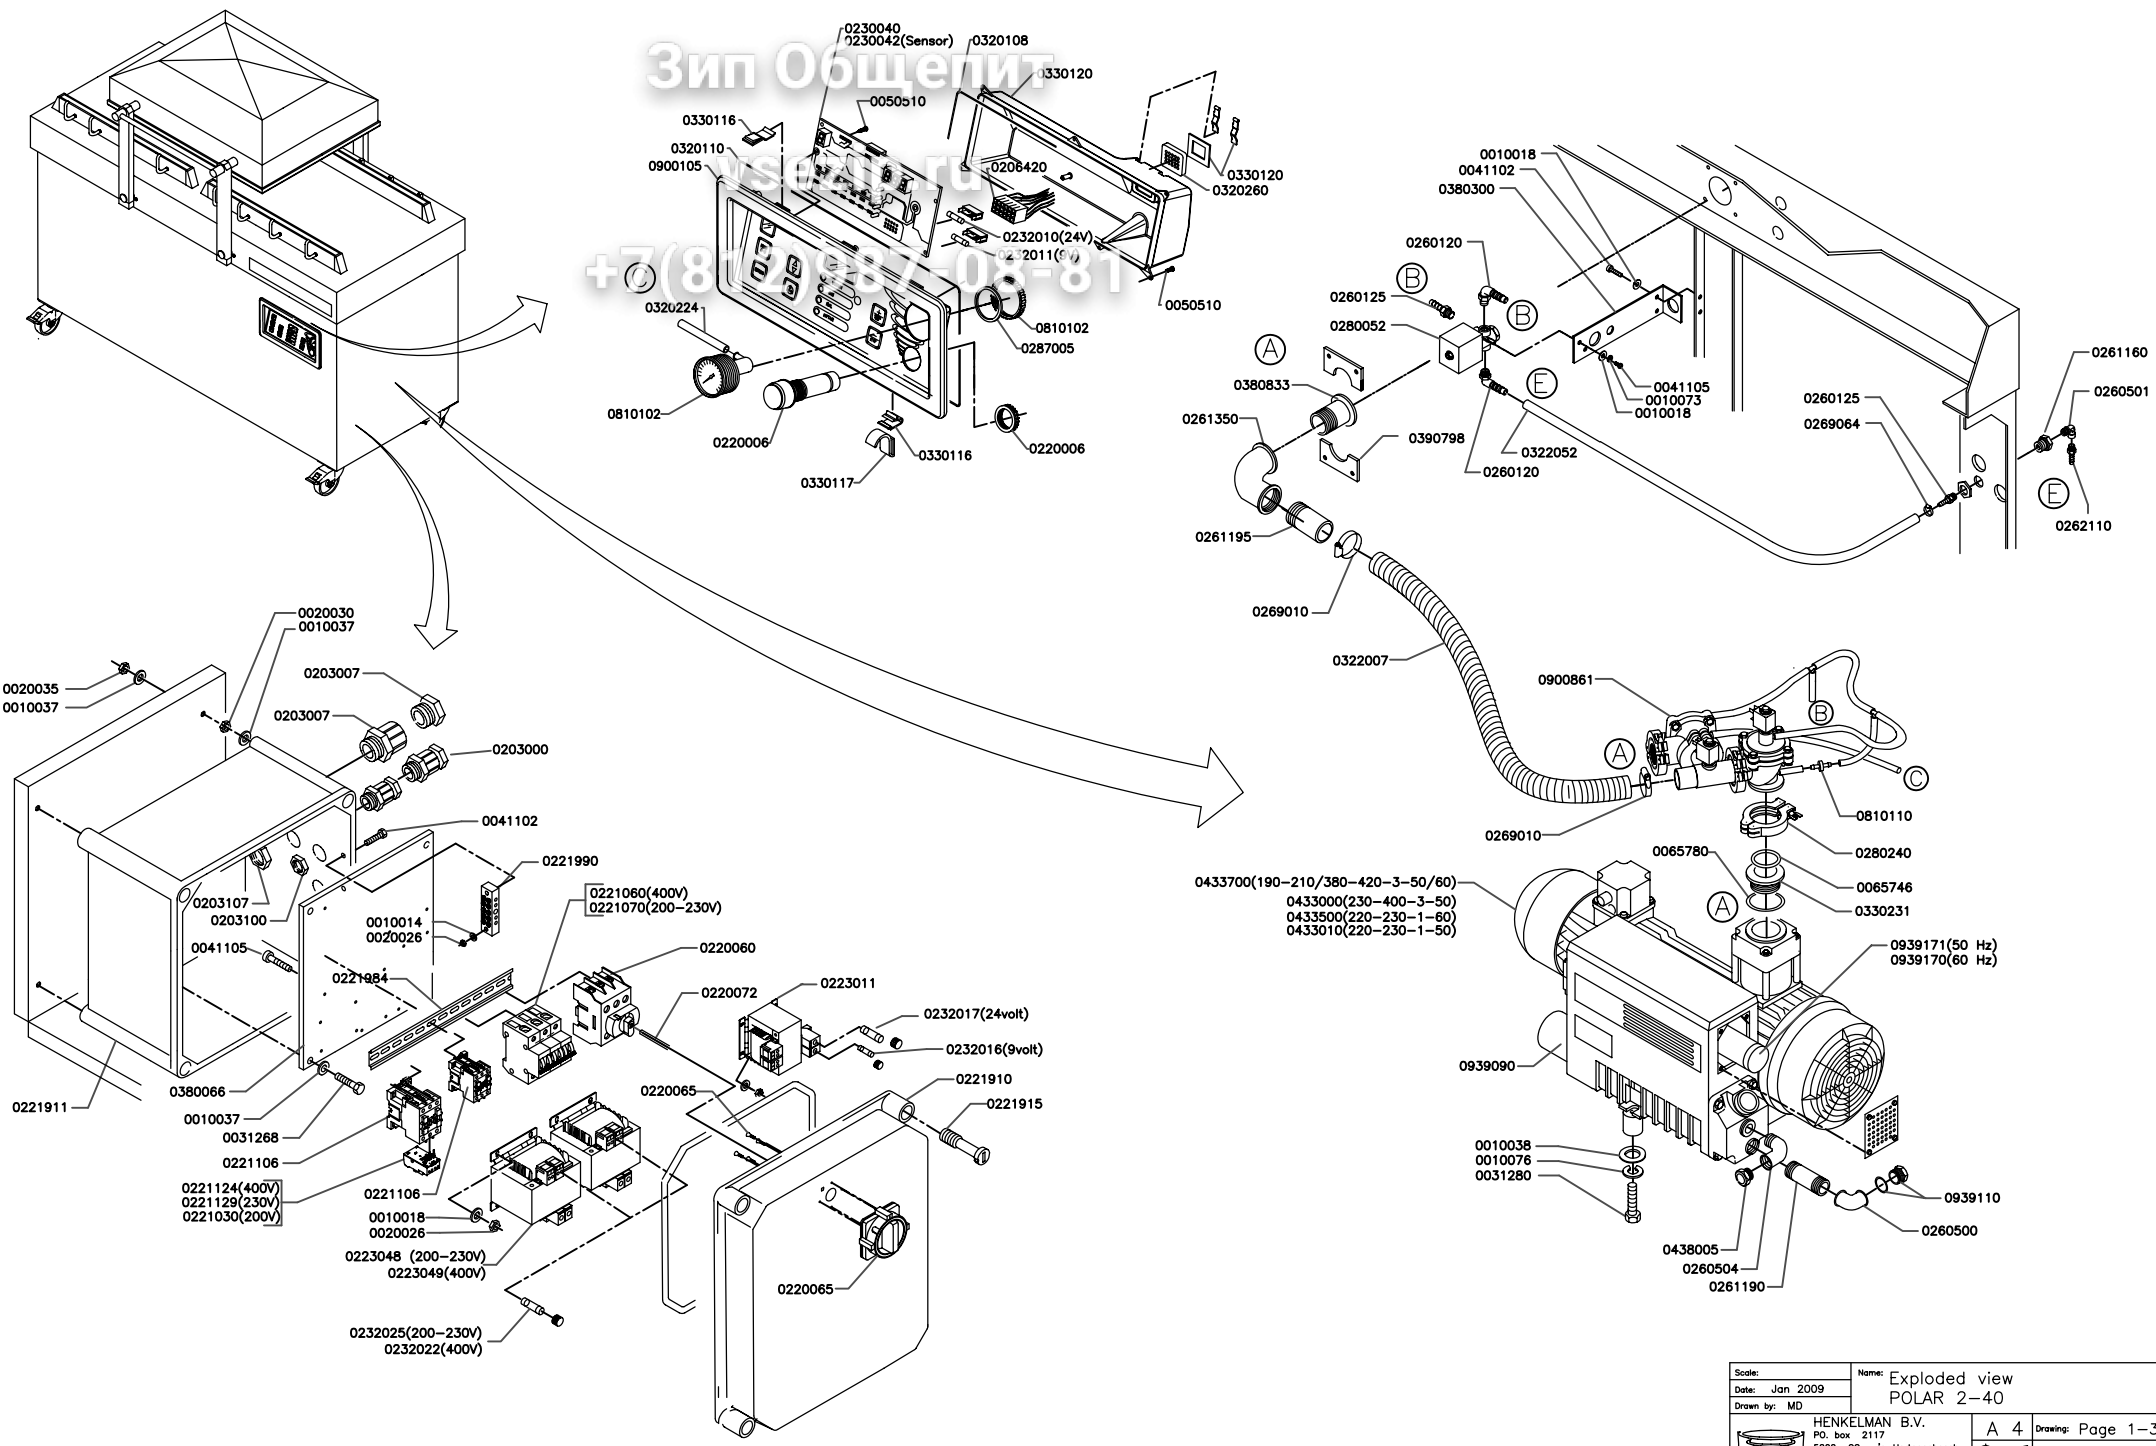 0230040
0230042(Sensor)
0320108
0330120
Зип Общепит
0050510
0330116
0320110
0900105
vsezip.ru
0206420
0330120
0320260
0232010(24V)
0232011(9V)
+7(812)987-08-81
C
0320224
0050510
0810102
0287005
0810102
0220006
0330116
0220006
0330117
0010018
0041102
0380300
0260120
B
0260125
B
0280052
A
0380833
E
0041105
0010073
0010018
0261350
0390798
0322052
0260120
0261160
0260501
0260125
0269064
E
0262110
0261195
0269010
0322007
0900861
B
A
C
0269010
0810110
0280240
0065780
0065746
0330231
A
0433700(190-210/380-420-3-50/60)
0433000(230-400-3-50)
0433500(220-230-1-60)
0433010(220-230-1-50)
0939171(50 Hz)
0939170(60 Hz)
0939090
0010038
0010076
0031280
0939110
0260500
0438005
0260504
0261190
0020030
0010037
0020035
0010037
0203007
0203007
0203000
0041102
0221990
0221060(400V)
0221070(200-230V)
0203107
0203100
0010014
0020026
0041105
0221984
0220060
0220072
0223011
0232017(24volt)
0232016(9volt)
0221910
0221915
0220065
0380066
0221911
0010037
0031268
0221106
0221124(400V)
0221129(230V)
0221030(200V)
0221106
0010018
0020026
0223048 (200-230V)
0223049(400V)
0220065
0232025(200-230V)
0232022(400V)
Scale:
Name: Exploded view
POLAR 2-40
Date: Jan 2009
Drawn by: MD
HENKELMAN B.V.
PO. box 2117
A 4
Drawing: Page 1-3